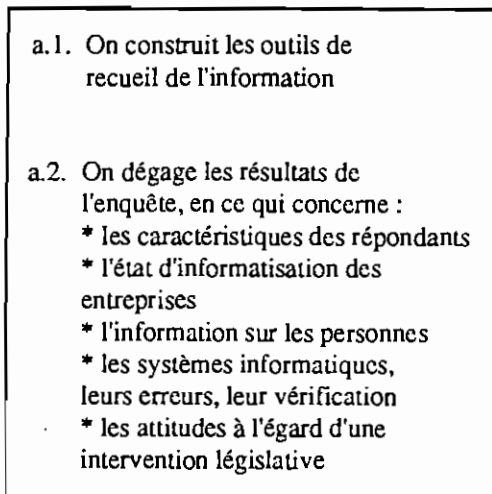 a.1. On construit les outils de
recueil de l'information
a.2. On dégage les résultats de
l'enquête, en ce qui concerne :
* les caractéristiques des répondants
* l'état d'informatisation des
entreprises
* l'information sur les personnes
* les systèmes informatiques,
leurs erreurs, leur vérification
* les attitudes à l'égard d'une
intervention législative